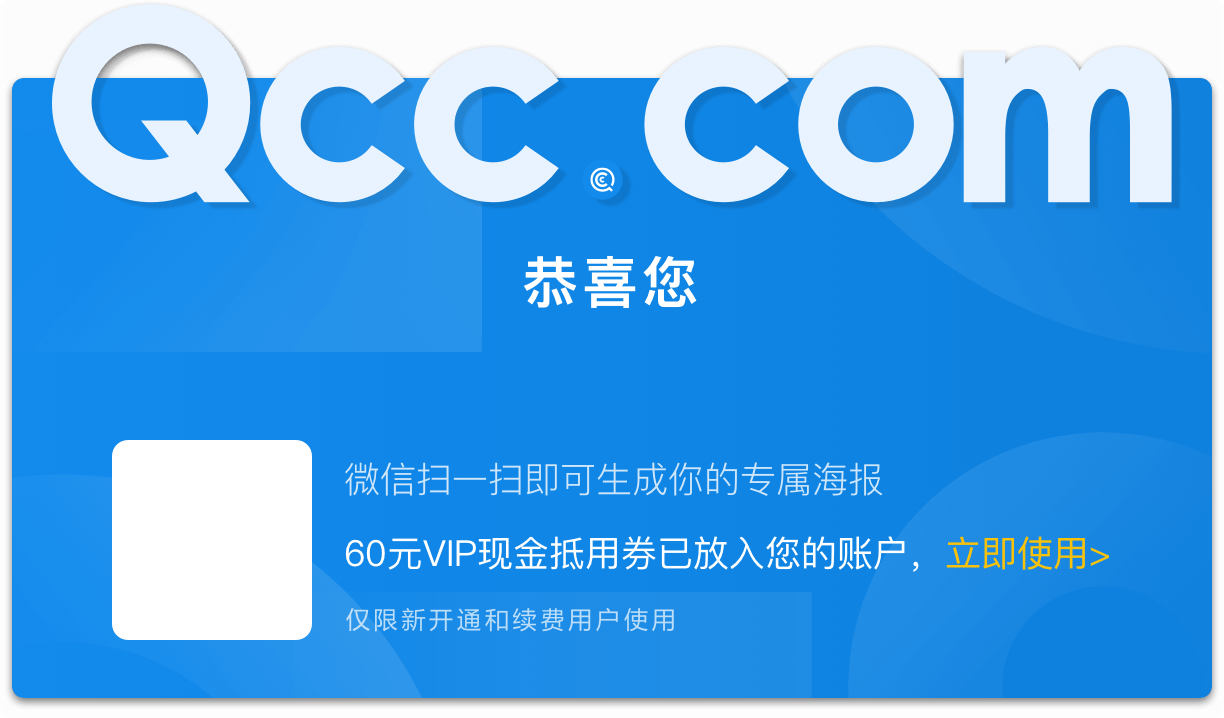 Qcc.com
恭喜您
微信扫一扫即可生成你的专属海报
60元VIP现金抵用券已放入您的账户，立即使用>
仅限新开通和续费用户使用